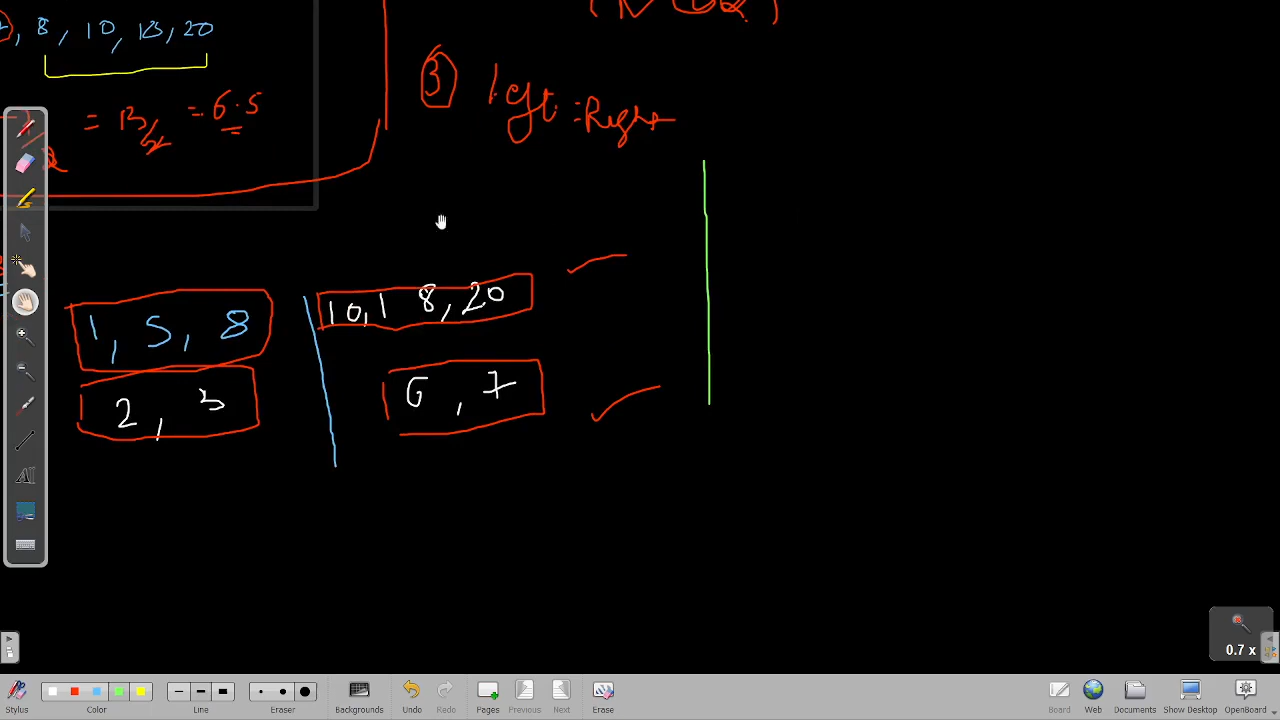 8, 10, 18, 20
= 13/2 = 6.5
③ left = Right
1, 5, 8
10, 18, 20
2, 3
6, 7
0.7 x
Stylus
Color
Line
Eraser
Backgrounds
Undo
Redo
Pages
Previous
Next
Erase
Board
Web
Documents
Show Desktop
OpenBoard